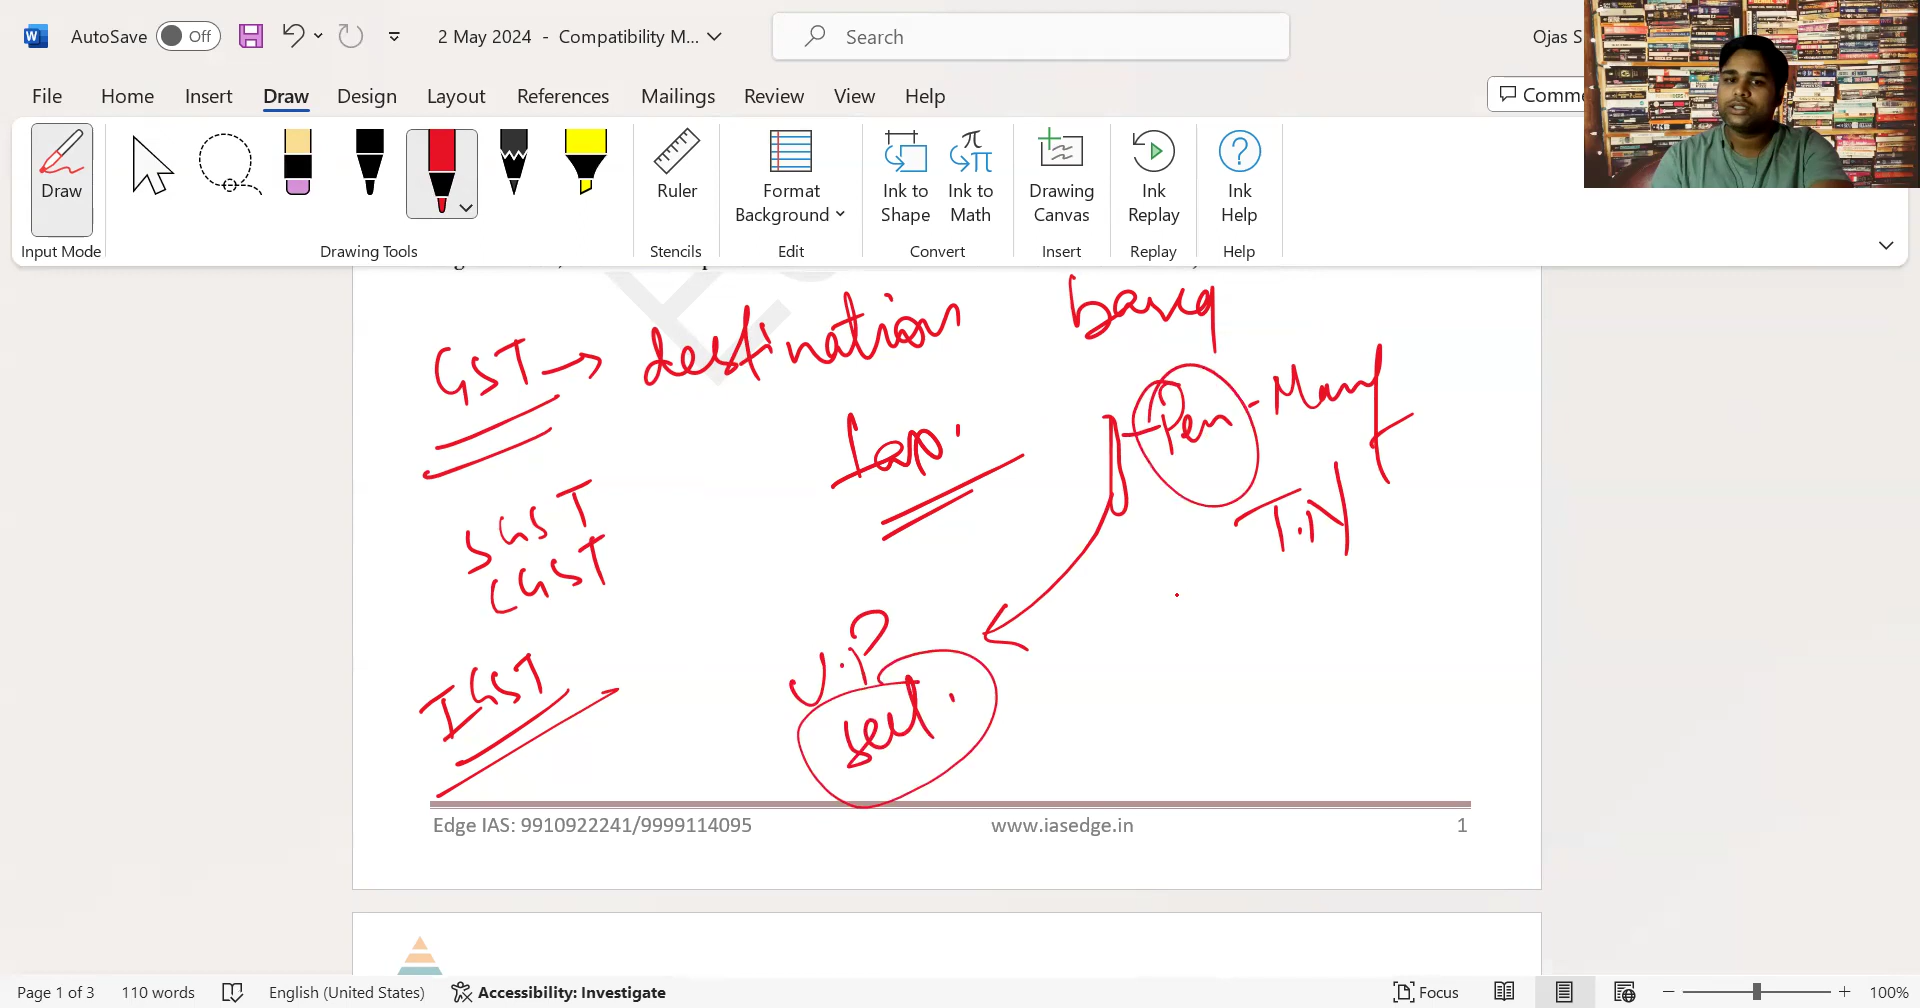 AutoSave Off 2 May 2024 - Compatibility M... Search Ojas S
File Home Insert Draw Design Layout References Mailings Review View Help Comme
Draw Ruler Format Background Ink to Shape Ink to Math Drawing Canvas Ink Replay Ink Help
Input Mode Drawing Tools Stencils Edit Convert Insert Replay Help
GST → destination based
Pen - Manf
T.N
SGST
CGST
IGST
U.P
Edge IAS: 9910922241/9999114095 www.iasedge.in 1
Page 1 of 3 110 words English (United States) Accessibility: Investigate Focus 100%